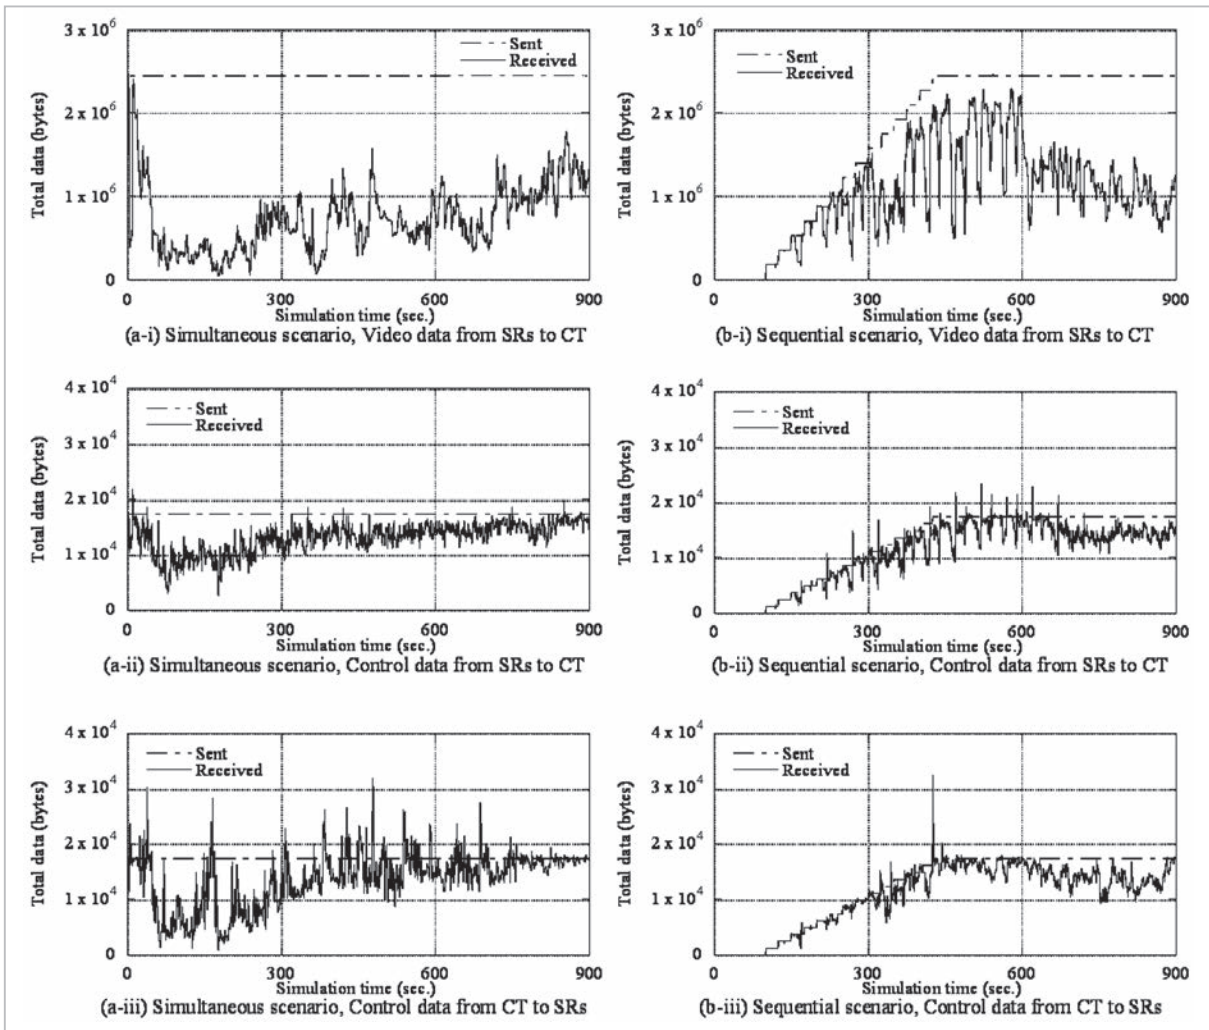 3 x 10⁶
2 x 10⁶
1 x 10⁶
0
Total data (bytes)
Sent
Received
0 300 600 900
Simulation time (sec.)
(a-i) Simultaneous scenario, Video data from SRs to CT
3 x 10⁶
2 x 10⁶
1 x 10⁶
0
Total data (bytes)
Sent
Received
0 300 600 900
Simulation time (sec.)
(b-i) Sequential scenario, Video data from SRs to CT
4 x 10⁴
3 x 10⁴
2 x 10⁴
1 x 10⁴
0
Total data (bytes)
Sent
Received
0 300 600 900
Simulation time (sec.)
(a-ii) Simultaneous scenario, Control data from SRs to CT
4 x 10⁴
3 x 10⁴
2 x 10⁴
1 x 10⁴
0
Total data (bytes)
Sent
Received
0 300 600 900
Simulation time (sec.)
(b-ii) Sequential scenario, Control data from SRs to CT
4 x 10⁴
3 x 10⁴
2 x 10⁴
1 x 10⁴
0
Total data (bytes)
Sent
Received
0 300 600 900
Simulation time (sec.)
(a-iii) Simultaneous scenario, Control data from CT to SRs
4 x 10⁴
3 x 10⁴
2 x 10⁴
1 x 10⁴
0
Total data (bytes)
Sent
Received
0 300 600 900
Simulation time (sec.)
(b-iii) Sequential scenario, Control data from CT to SRs